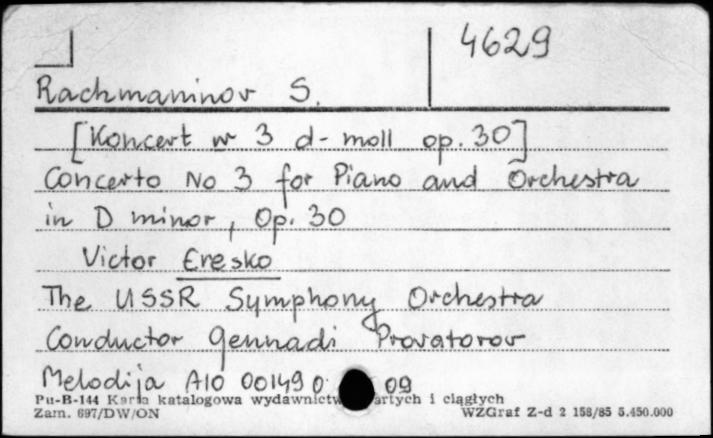 4629
Rachmaninov S.
[Koncert nr 3 d-moll op. 30]
Concerto No 3 for Piano and Orchestra
in D minor, Op. 30
Victor Eresko
The USSR Symphony Orchestra
Conductor Gennadi Provatorov
Melodija A10 00149 0 09
Pu-B-144 Karta katalogowa wydawnictw artych i ciągłych
Zam. 697/DW/ON WZGraf Z-d 2 158/85 5.450.000